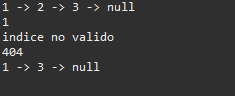 1 -> 2 -> 3 -> null
1
indice no valido
404
1 -> 3 -> null